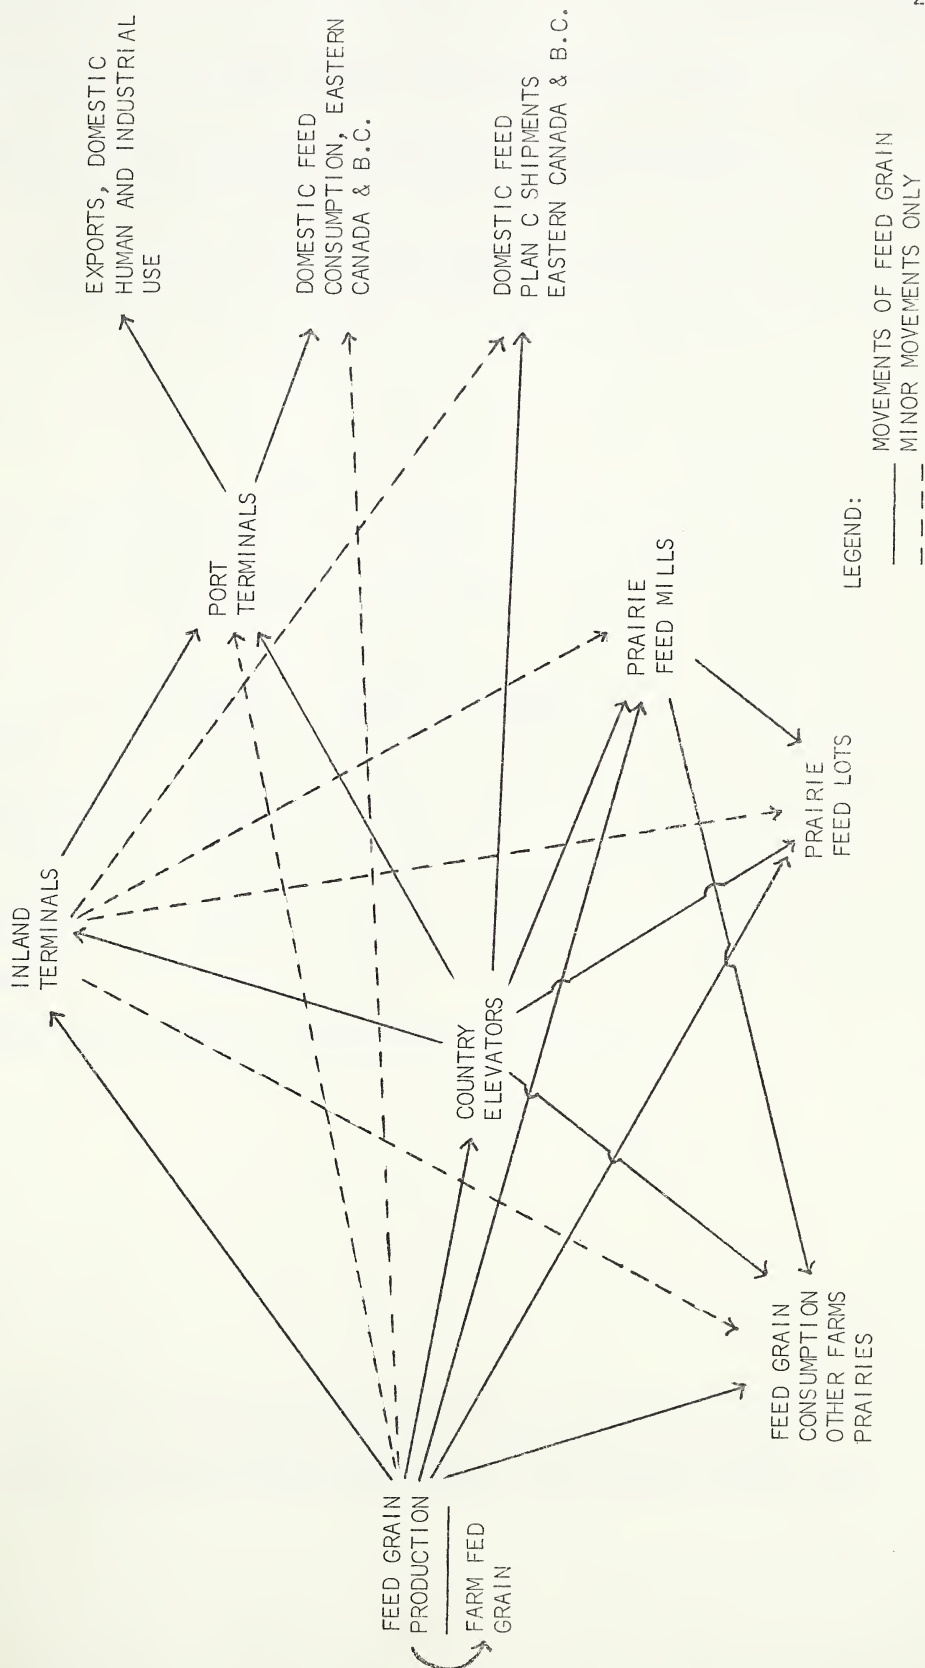 INLAND
TERMINALS
EXPORTS, DOMESTIC
HUMAN AND INDUSTRIAL
USE
PORT
TERMINALS
DOMESTIC FEED
CONSUMPTION, EASTERN
CANADA & B.C.
FEED GRAIN
PRODUCTION
FARM FED
GRAIN
COUNTRY
ELEVATORS
DOMESTIC FEED
PLAN C SHIPMENTS
EASTERN CANADA & B.C.
PRAIRIE
FEED MILLS
PRAIRIE
FEED LOTS
FEED GRAIN
CONSUMPTION
OTHER FARMS
PRAIRIES
LEGEND:
MOVEMENTS OF FEED GRAIN
MINOR MOVEMENTS ONLY